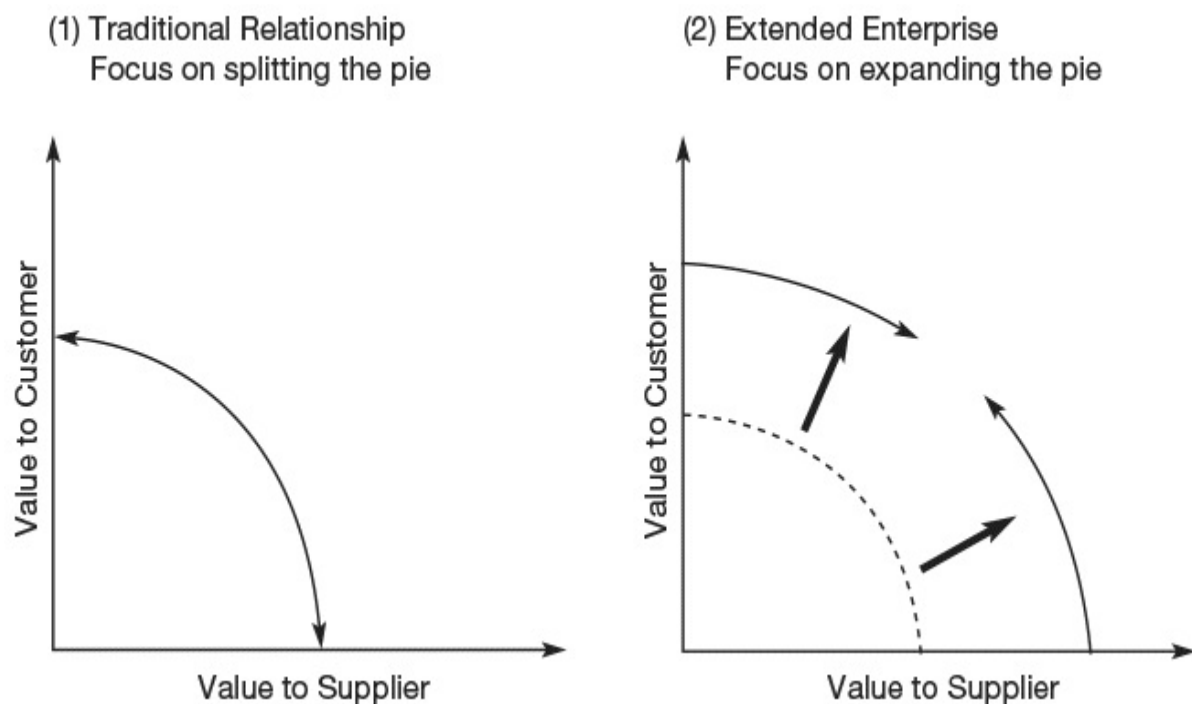 (1) Traditional Relationship
Focus on splitting the pie
Value to Customer
Value to Supplier
(2) Extended Enterprise
Focus on expanding the pie
Value to Customer
Value to Supplier